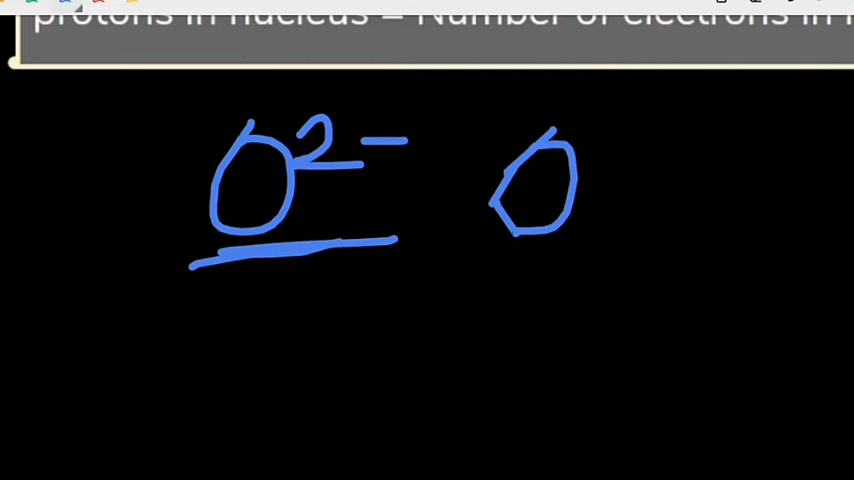 protons in nucleus = Number of electrons in
O²⁻ O